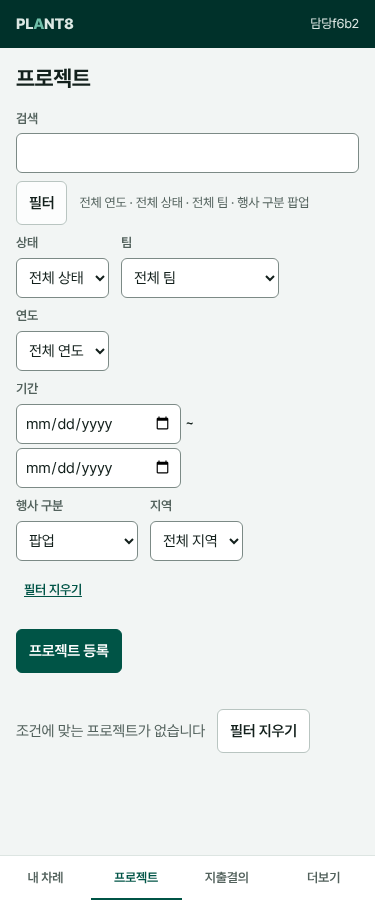 PLANT8 담당f6b2
프로젝트
검색
필터 전체 연도 · 전체 상태 · 전체 팀 · 행사 구분 팝업
상태 팀
전체 상태 전체 팀
연도
전체 연도
기간
mm/dd/yyyy ~
mm/dd/yyyy
행사 구분 지역
팝업 전체 지역
필터 지우기
프로젝트 등록
조건에 맞는 프로젝트가 없습니다 필터 지우기
내 차례 프로젝트 지출결의 더보기